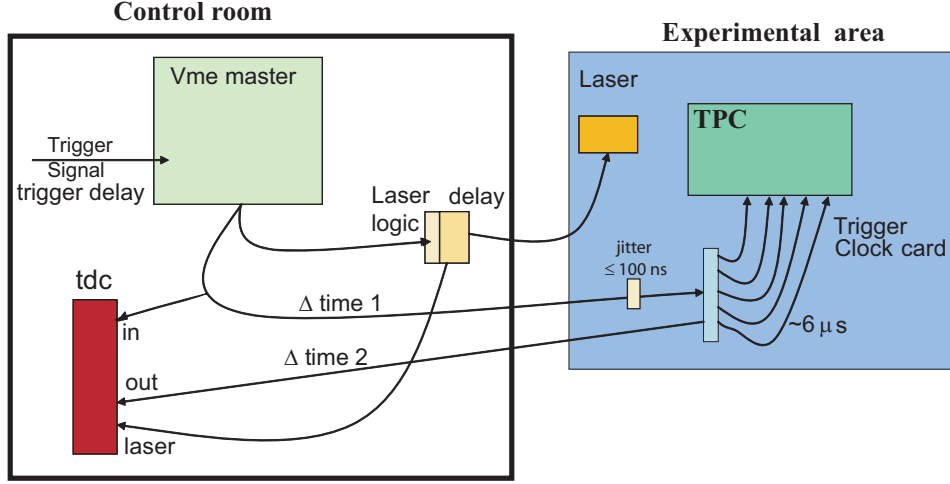 Control room
Experimental area
Vme master
Laser
TPC
Trigger
Signal
trigger delay
Laser
logic
delay
Trigger
Clock card
jitter
≤ 100 ns
tdc
in
Δ time 1
~6 μs
Δ time 2
out
laser